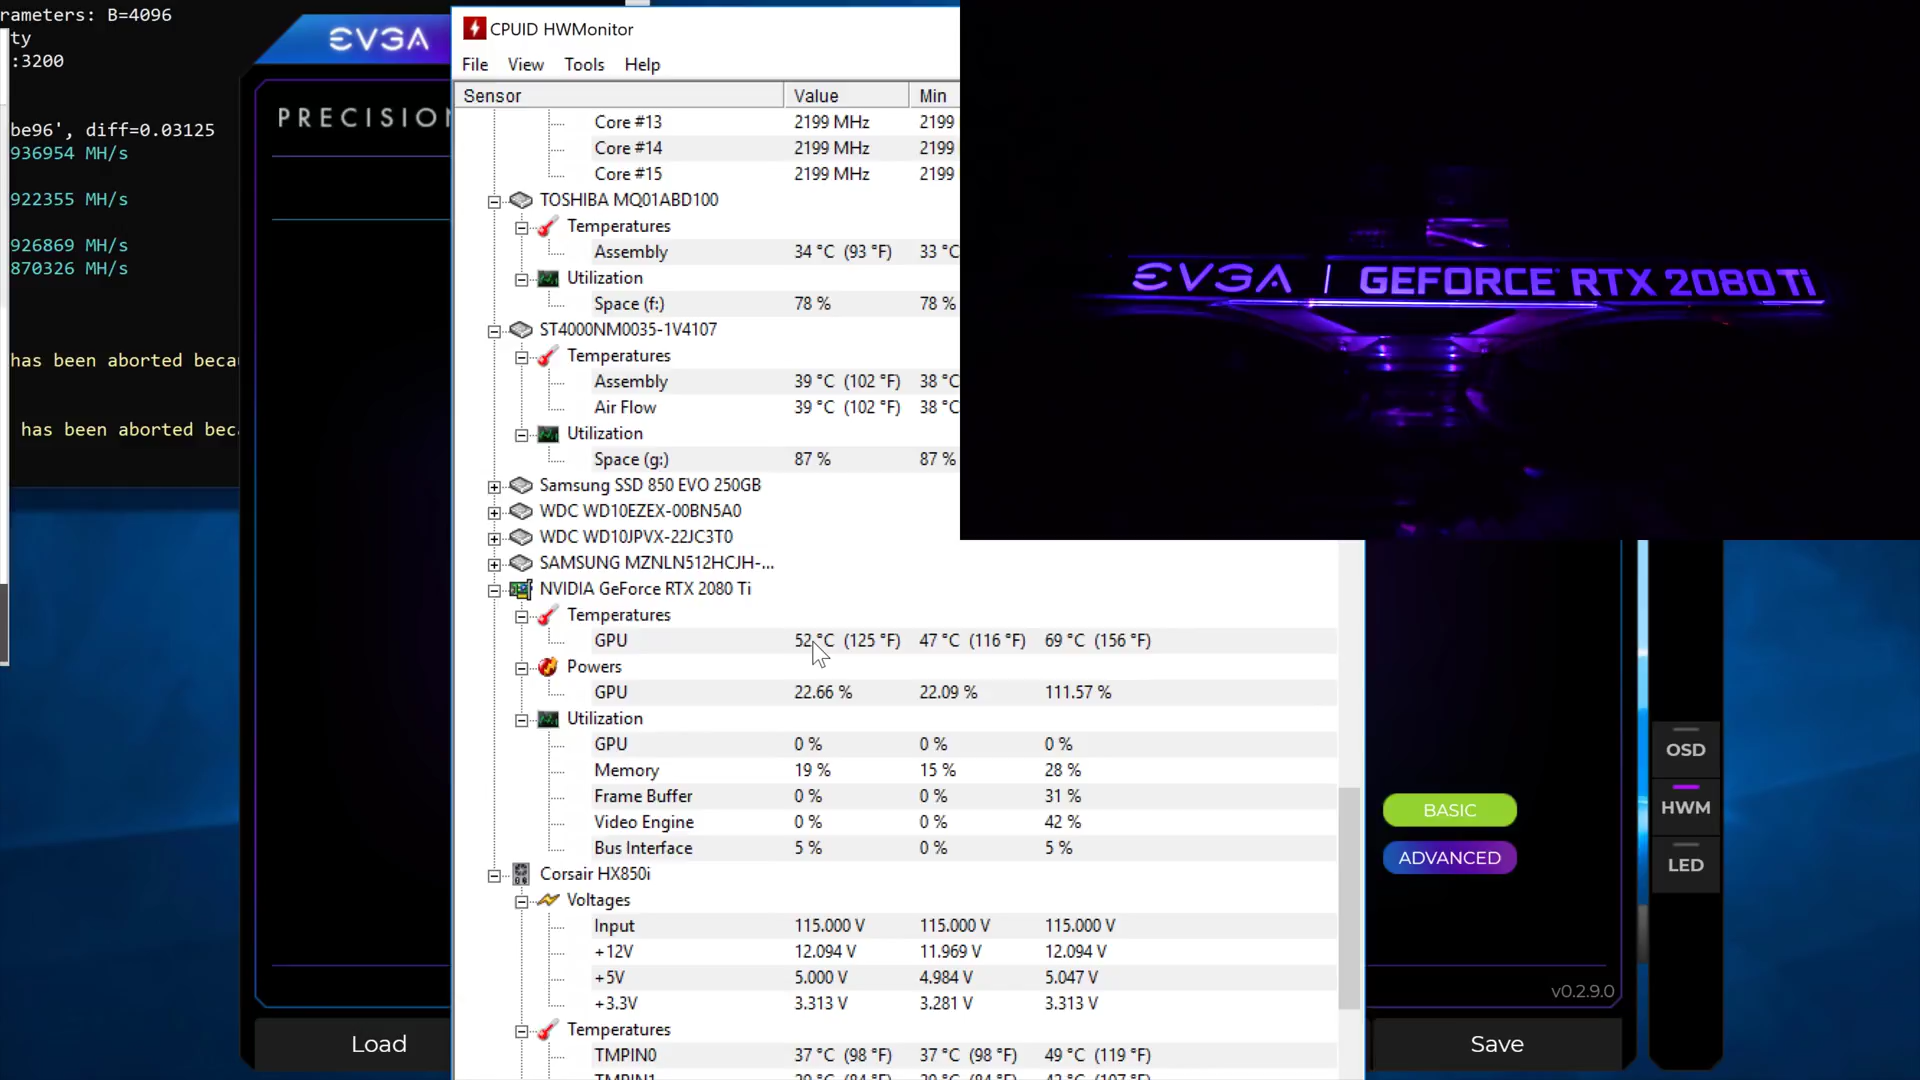 rameters: B=4096
ty
:3200
be96', diff=0.03125
936954 MH/s
922355 MH/s
926869 MH/s
870326 MH/s
has been aborted becau
has been aborted beca
EVGA
PRECISION
Load
CPUID HWMonitor
File View Tools Help
Sensor Value Min
Core #13 2199 MHz 2199
Core #14 2199 MHz 2199
Core #15 2199 MHz 2199
TOSHIBA MQ01ABD100
Temperatures
Assembly 34 °C (93 °F) 33 °C
Utilization
Space (f:) 78 % 78 %
ST4000NM0035-1V4107
Temperatures
Assembly 39 °C (102 °F) 38 °C
Air Flow 39 °C (102 °F) 38 °C
Utilization
Space (g:) 87 % 87 %
Samsung SSD 850 EVO 250GB
WDC WD10EZEX-00BN5A0
WDC WD10JPVX-22JC3T0
SAMSUNG MZNLN512HCJH-...
NVIDIA GeForce RTX 2080 Ti
Temperatures
GPU 52 °C (125 °F) 47 °C (116 °F) 69 °C (156 °F)
Powers
GPU 22.66 % 22.09 % 111.57 %
Utilization
GPU 0 % 0 % 0 %
Memory 19 % 15 % 28 %
Frame Buffer 0 % 0 % 31 %
Video Engine 0 % 0 % 42 %
Bus Interface 5 % 0 % 5 %
Corsair HX850i
Voltages
Input 115.000 V 115.000 V 115.000 V
+12V 12.094 V 11.969 V 12.094 V
+5V 5.000 V 4.984 V 5.047 V
+3.3V 3.313 V 3.281 V 3.313 V
Temperatures
TMPIN0 37 °C (98 °F) 37 °C (98 °F) 49 °C (119 °F)
EVGA | GEFORCE RTX 2080 Ti
BASIC
ADVANCED
OSD
HWM
LED
v0.2.9.0
Save